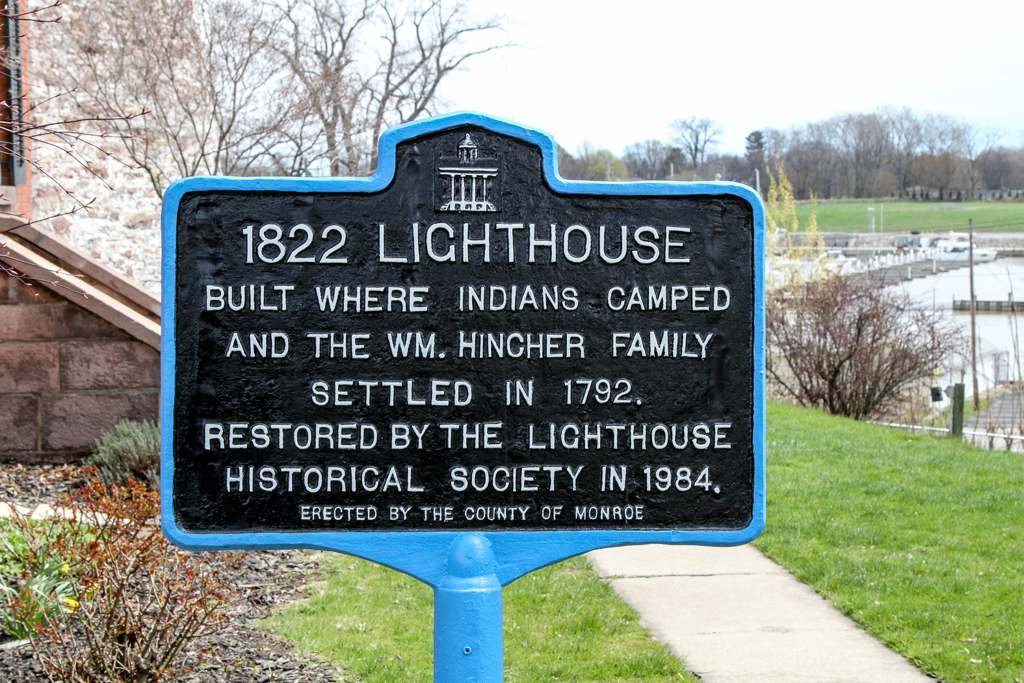 1822 LIGHTHOUSE
BUILT WHERE INDIANS CAMPED
AND THE WM. HINCHER FAMILY
SETTLED IN 1792.
RESTORED BY THE LIGHTHOUSE
HISTORICAL SOCIETY IN 1984.
ERECTED BY THE COUNTY OF MONROE